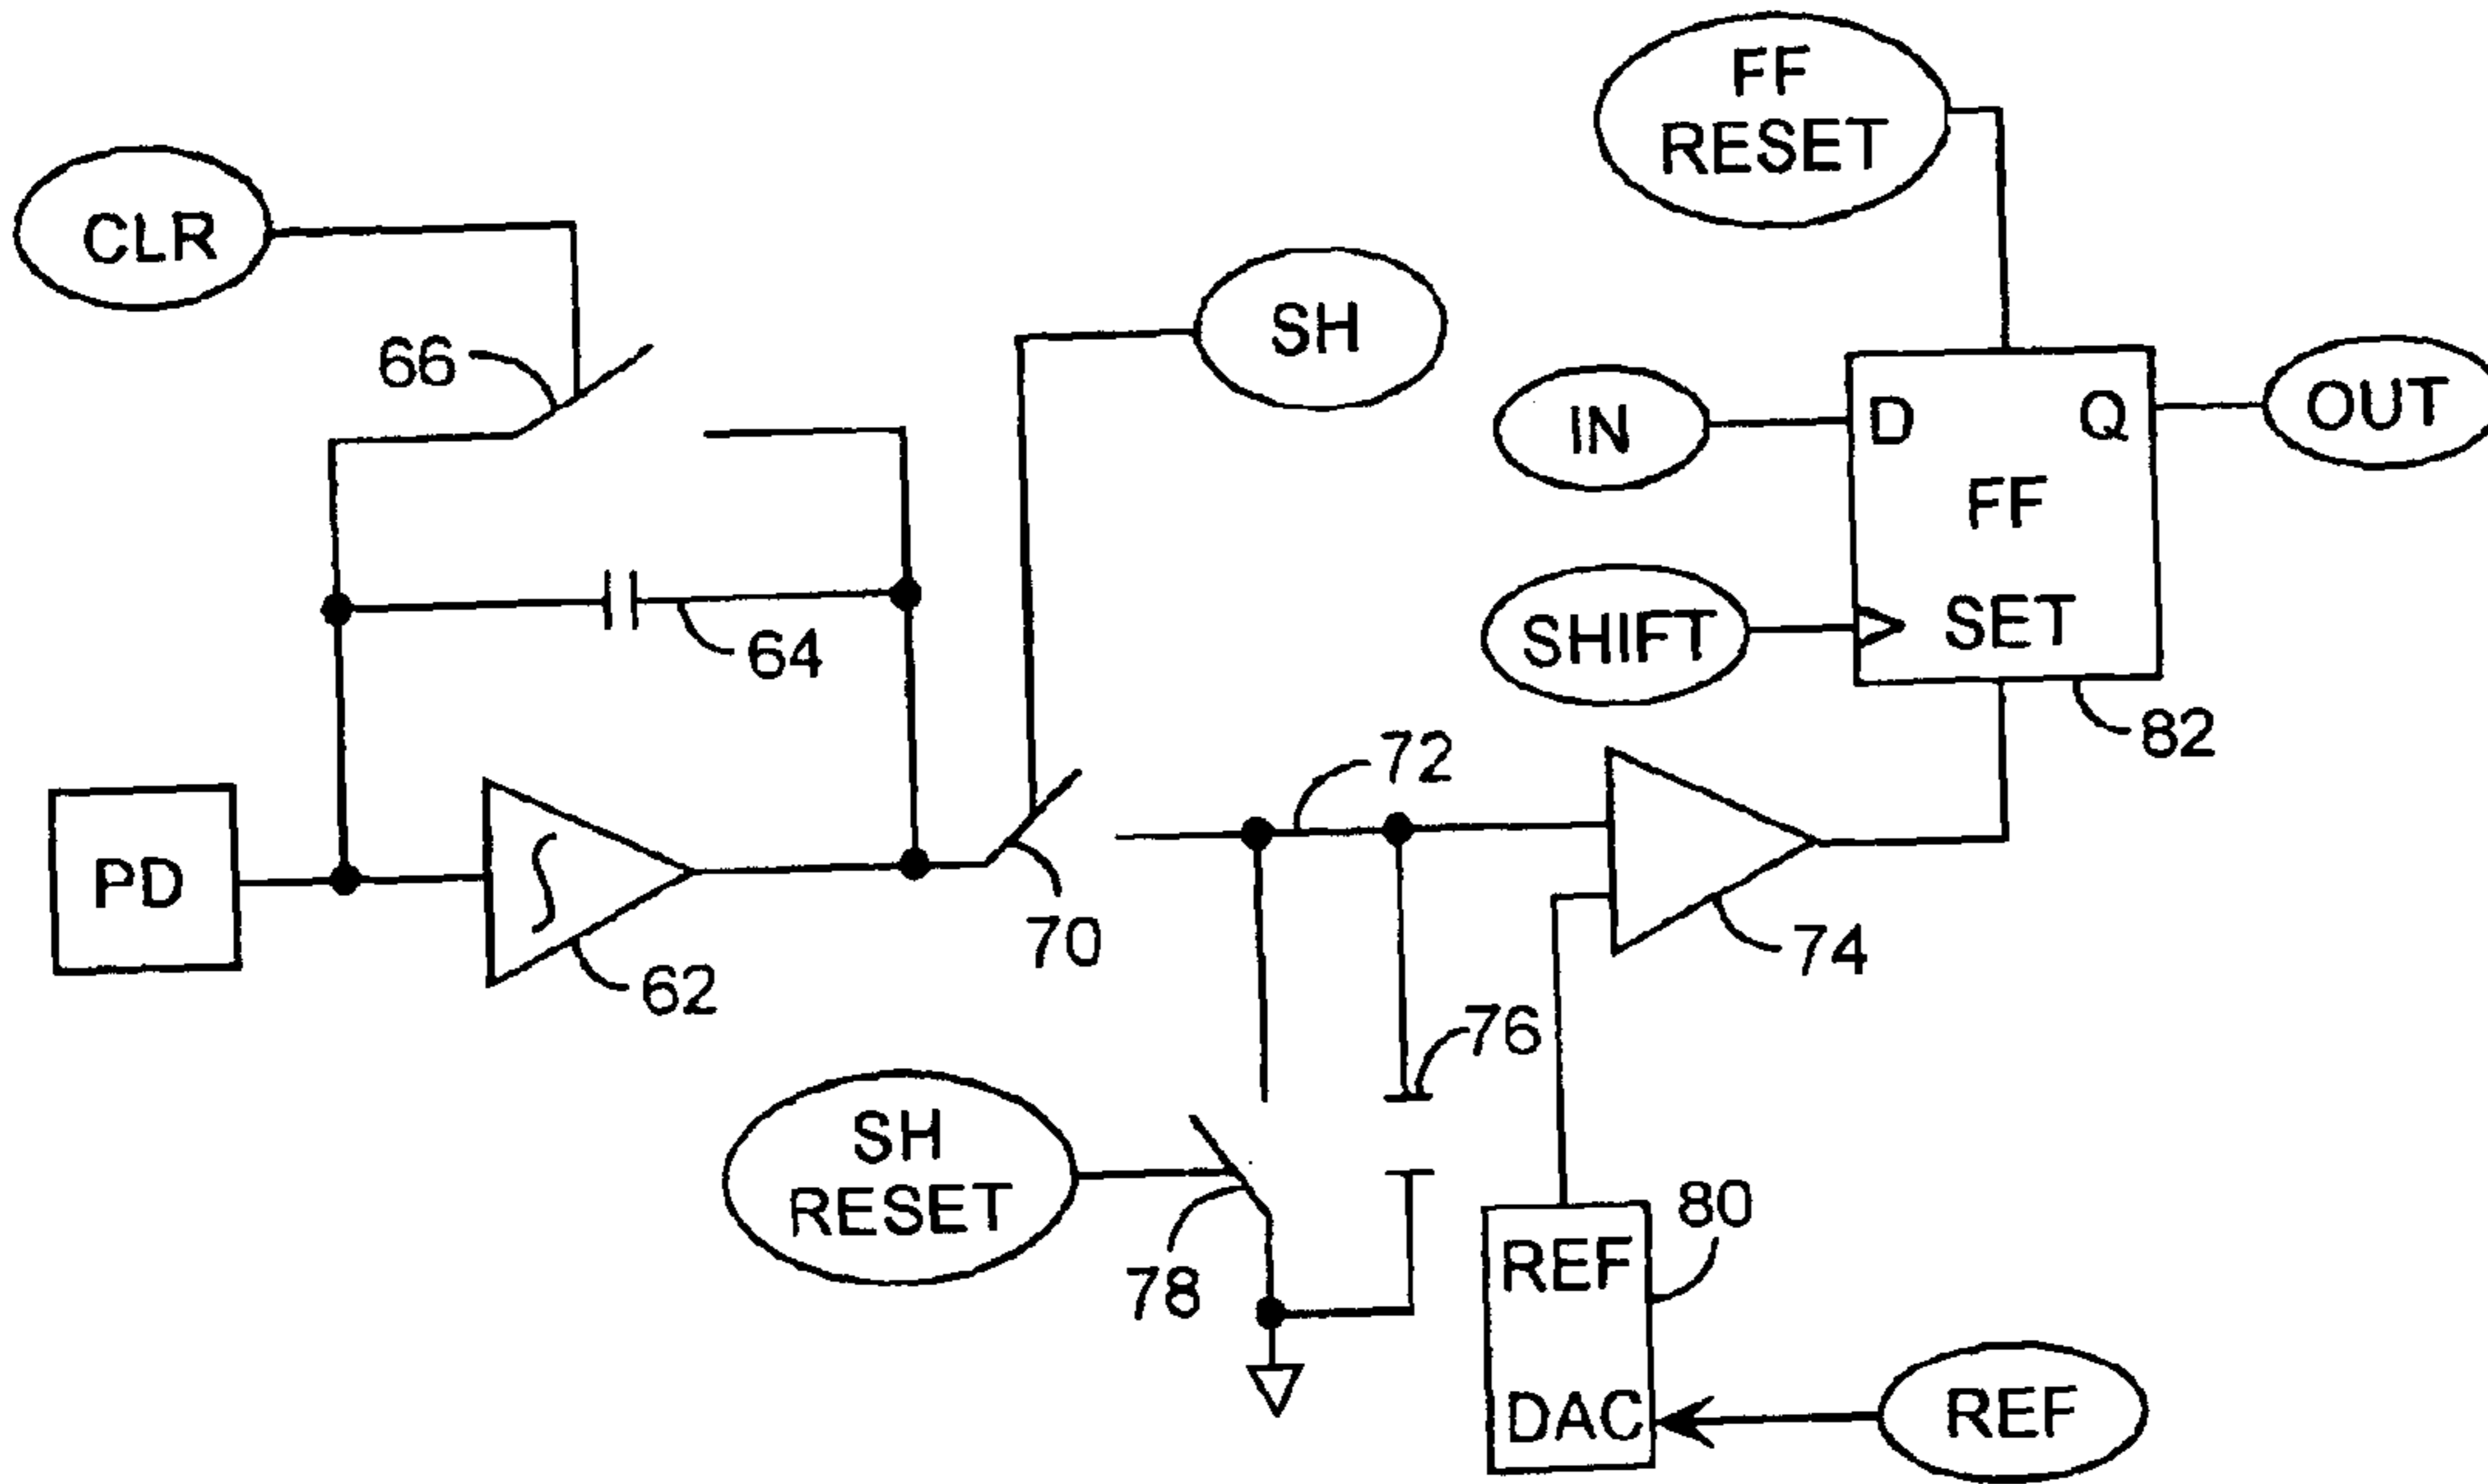 FF
RESET
CLR
66
SH
IN
D
Q
OUT
FF
SHIFT
SET
64
82
72
PD
70
74
62
76
SH
RESET
78
80
REF
DAC
REF